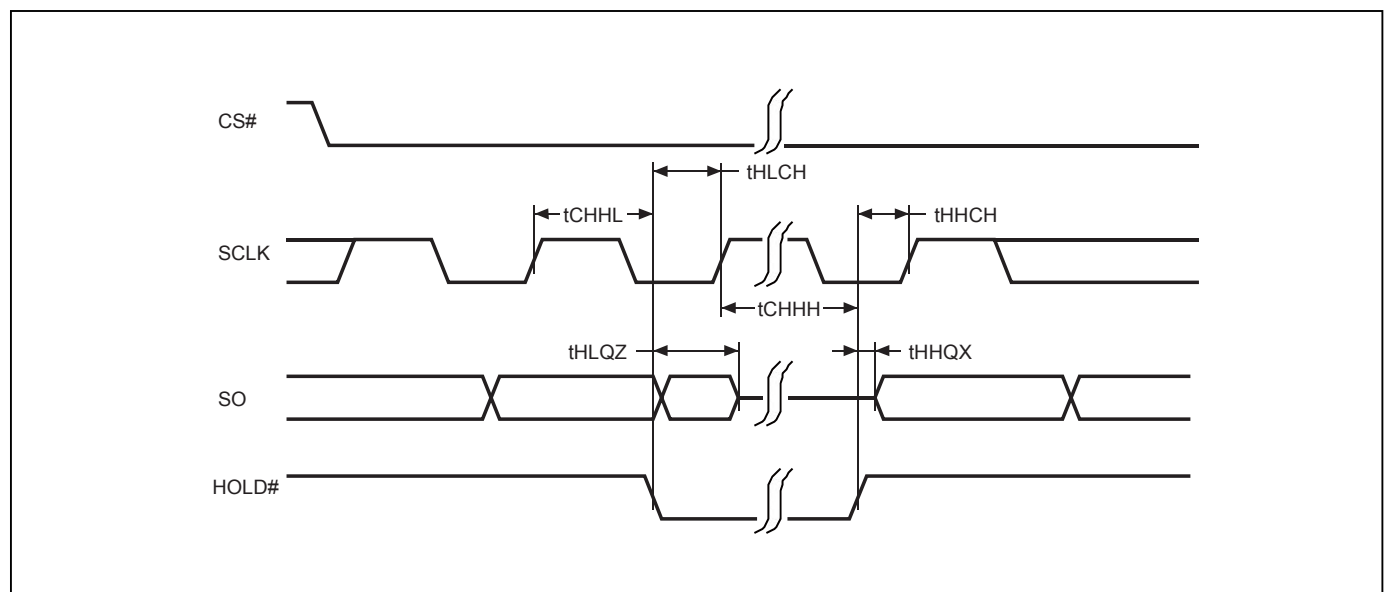 CS#
tHLCH
tCHHL
tHHCH
SCLK
tCHHH
tHLQZ
tHHQX
SO
HOLD#